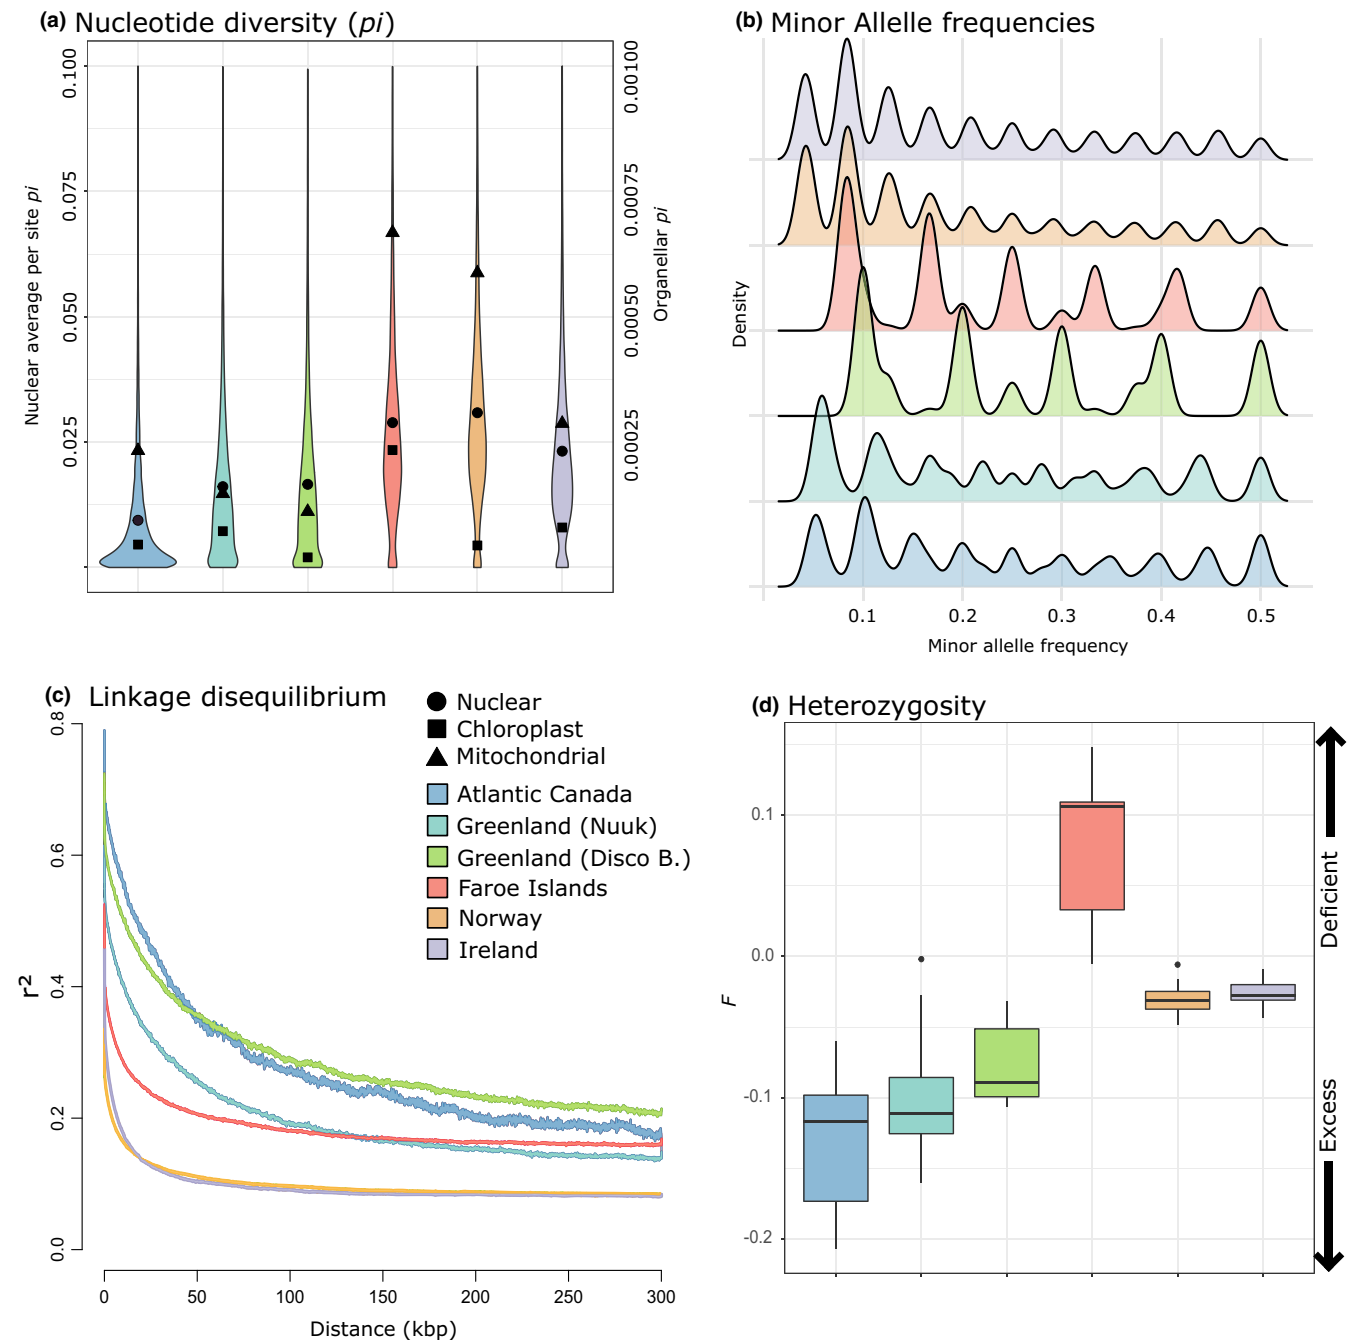 (a) Nucleotide diversity (pi)
0.100
0.075
0.050
0.025
Nuclear average per site pi
0.00100
0.00075
0.00050
0.00025
Organellar pi
(b) Minor Allelle frequencies
Density
0.1 0.2 0.3 0.4 0.5
Minor allelle frequency
(c) Linkage disequilibrium
0.8
0.6
0.4
0.2
0.0
r²
0 50 100 150 200 250 300
Distance (kbp)
Nuclear
Chloroplast
Mitochondrial
Atlantic Canada
Greenland (Nuuk)
Greenland (Disco B.)
Faroe Islands
Norway
Ireland
(d) Heterozygosity
0.1
0.0
-0.1
-0.2
F
Deficient
Excess